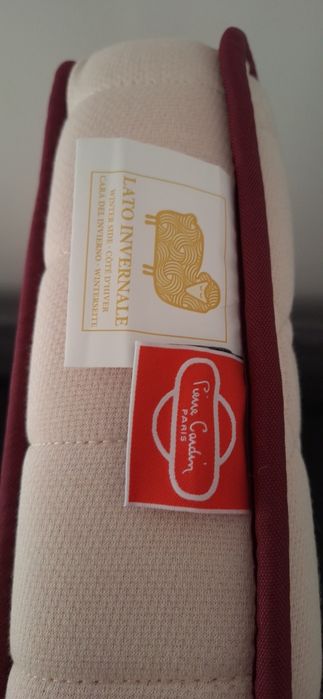 LATO INVERNALE
WINTER SIDE · CÔTÉ D'HIVER
CARA DEL INVIERNO · WINTERSEITE
Pierre Cardin
PARIS